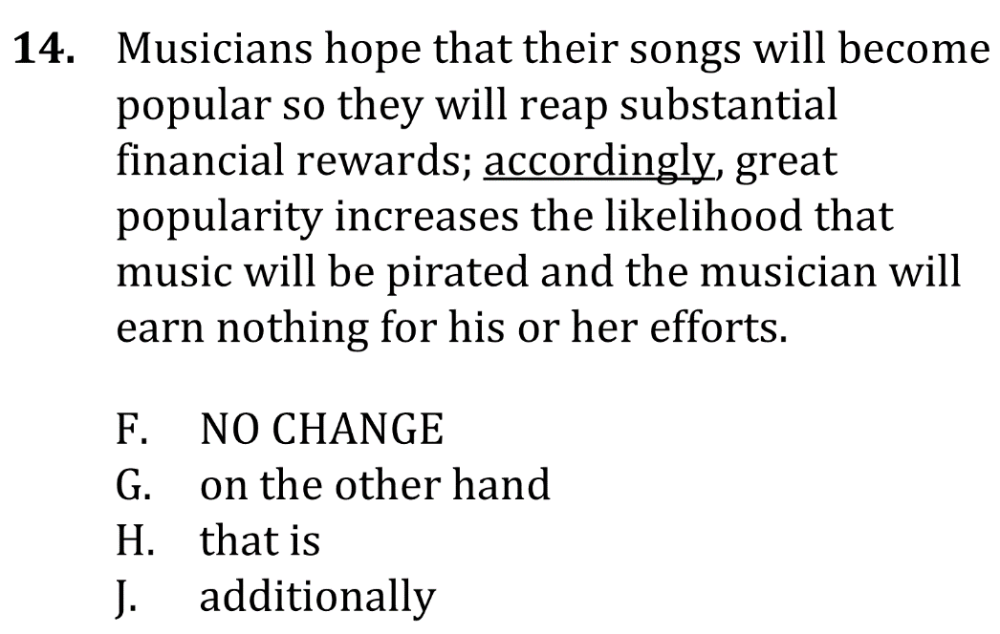 14. Musicians hope that their songs will become
popular so they will reap substantial
financial rewards; accordingly, great
popularity increases the likelihood that
music will be pirated and the musician will
earn nothing for his or her efforts.
F. NO CHANGE
G. on the other hand
H. that is
J. additionally